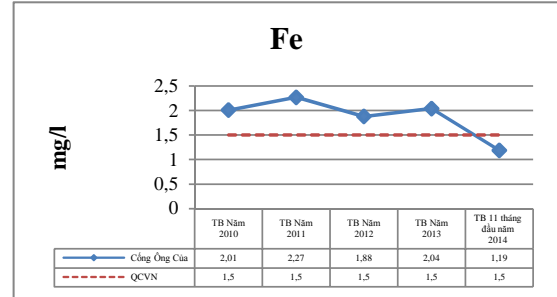 Fe
mg/l
2,5
2
1,5
1
0,5
0
TB Năm 2010 TB Năm 2011 TB Năm 2012 TB Năm 2013 TB 11 tháng đầu năm 2014
Cống Ông Của 2,01 2,27 1,88 2,04 1,19
QCVN 1,5 1,5 1,5 1,5 1,5